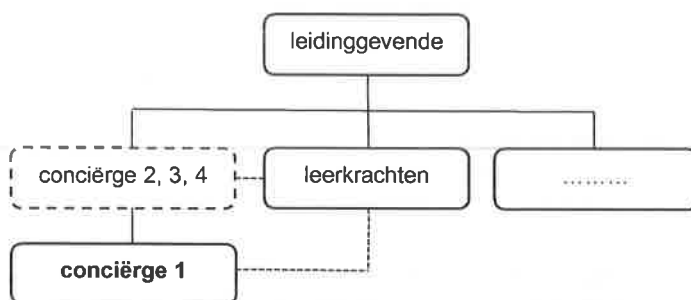 leidinggevende
conciërge 2, 3, 4
leerkrachten
.........
conciërge 1